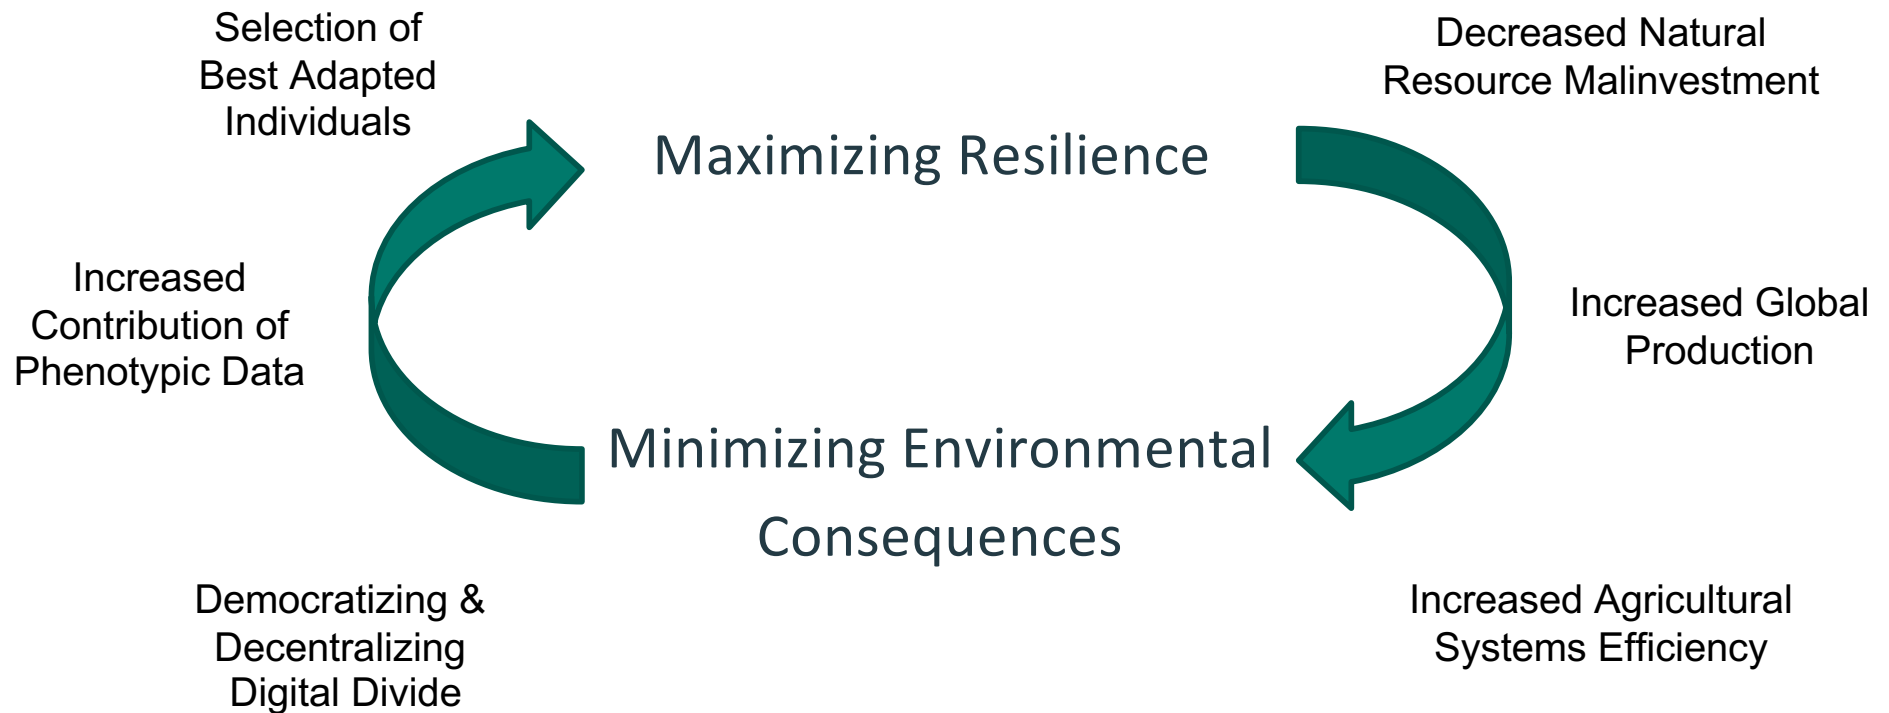 Selection of
Best Adapted
Individuals
Decreased Natural
Resource Malinvestment
Maximizing Resilience
Increased
Contribution of
Phenotypic Data
Increased Global
Production
Minimizing Environmental
Consequences
Democratizing &
Decentralizing
Digital Divide
Increased Agricultural
Systems Efficiency